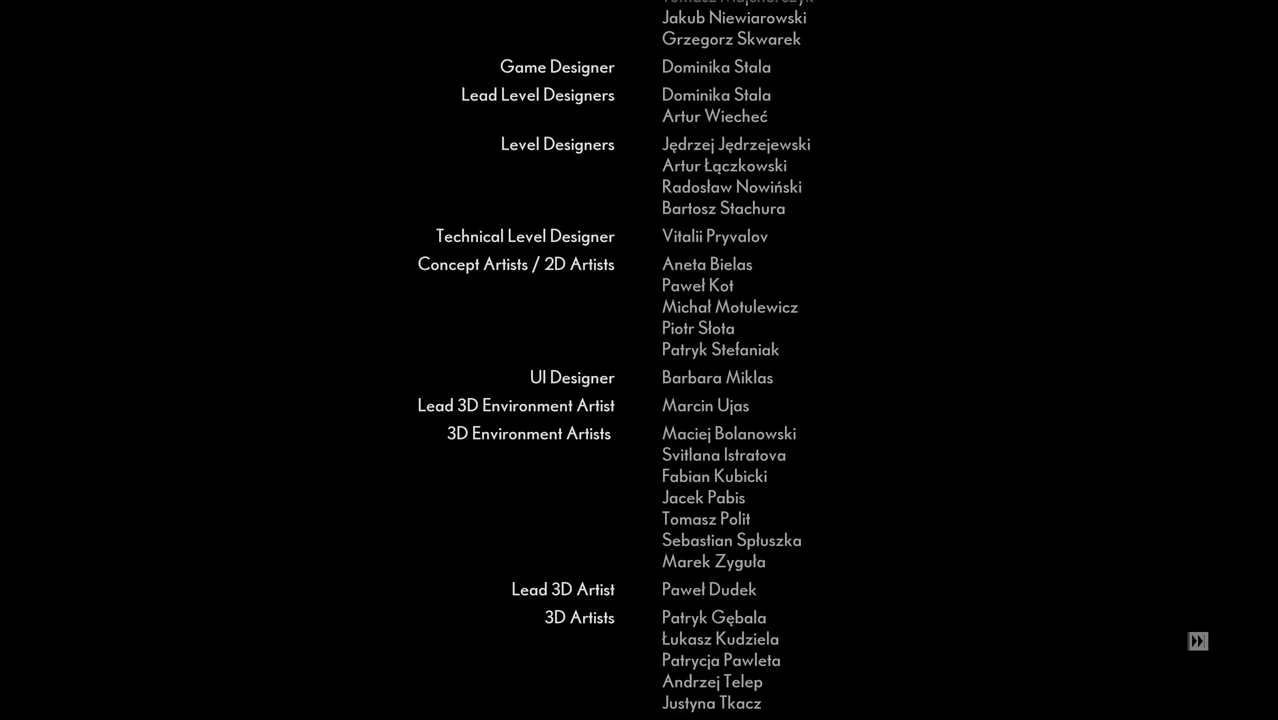 Jakub Niewiarowski
Grzegorz Skwarek
Game Designer Dominika Stala
Lead Level Designers Dominika Stala
Artur Wiecheć
Level Designers Jędrzej Jędrzejewski
Artur Łączkowski
Radosław Nowiński
Bartosz Stachura
Technical Level Designer Vitalii Pryvalov
Concept Artists / 2D Artists Aneta Bielas
Paweł Kot
Michał Motulewicz
Piotr Słota
Patryk Stefaniak
UI Designer Barbara Miklas
Lead 3D Environment Artist Marcin Ujas
3D Environment Artists Maciej Bolanowski
Svitlana Istratova
Fabian Kubicki
Jacek Pabis
Tomasz Polit
Sebastian Spłuszka
Marek Zyguła
Lead 3D Artist Paweł Dudek
3D Artists Patryk Gębala
Łukasz Kudziela
Patrycja Pawleta
Andrzej Telep
Justyna Tkacz